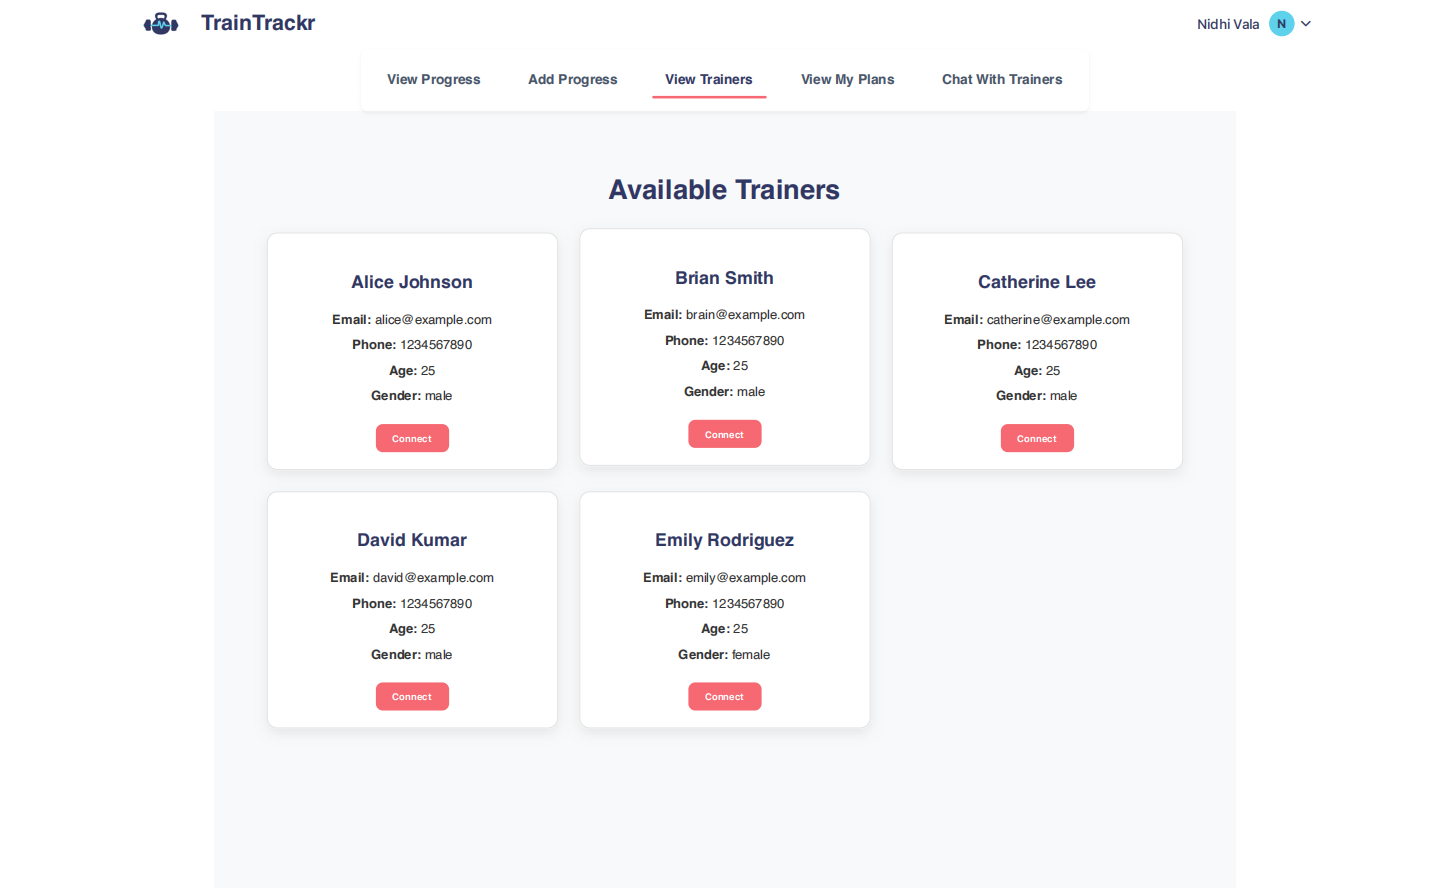 TrainTrackr
Nidhi Vala N
View Progress Add Progress View Trainers View My Plans Chat With Trainers
Available Trainers
Alice Johnson
Email: alice@example.com
Phone: 1234567890
Age: 25
Gender: male
Connect
Brian Smith
Email: brain@example.com
Phone: 1234567890
Age: 25
Gender: male
Connect
Catherine Lee
Email: catherine@example.com
Phone: 1234567890
Age: 25
Gender: male
Connect
David Kumar
Email: david@example.com
Phone: 1234567890
Age: 25
Gender: male
Connect
Emily Rodriguez
Email: emily@example.com
Phone: 1234567890
Age: 25
Gender: female
Connect